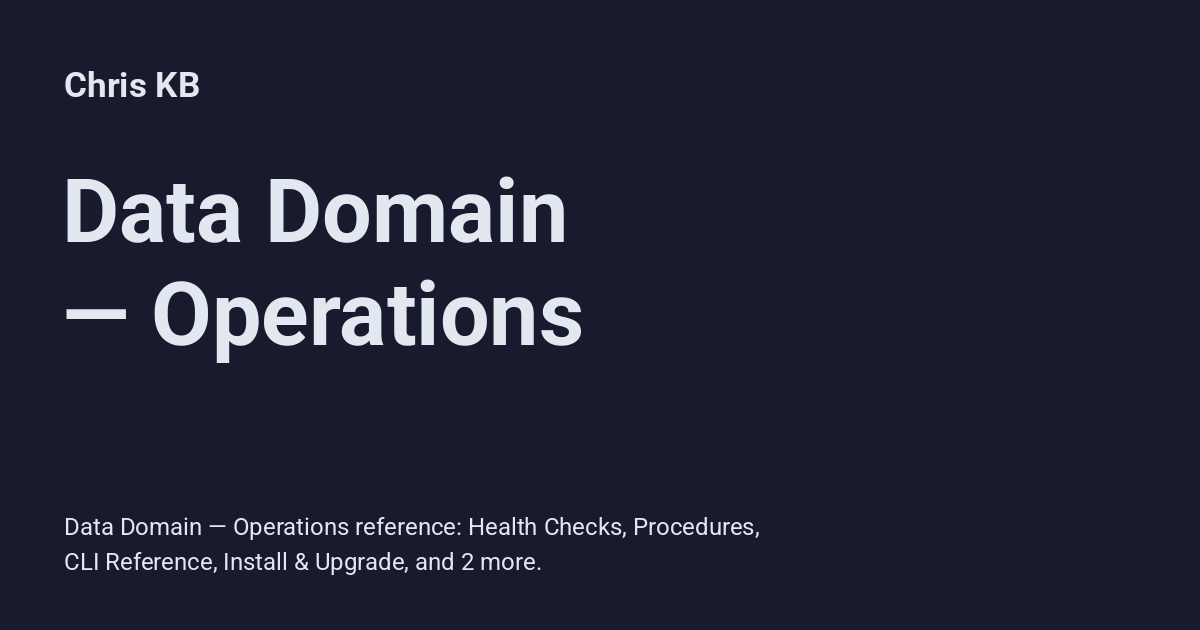 Chris KB
Data Domain
— Operations
Data Domain — Operations reference: Health Checks, Procedures,
CLI Reference, Install & Upgrade, and 2 more.